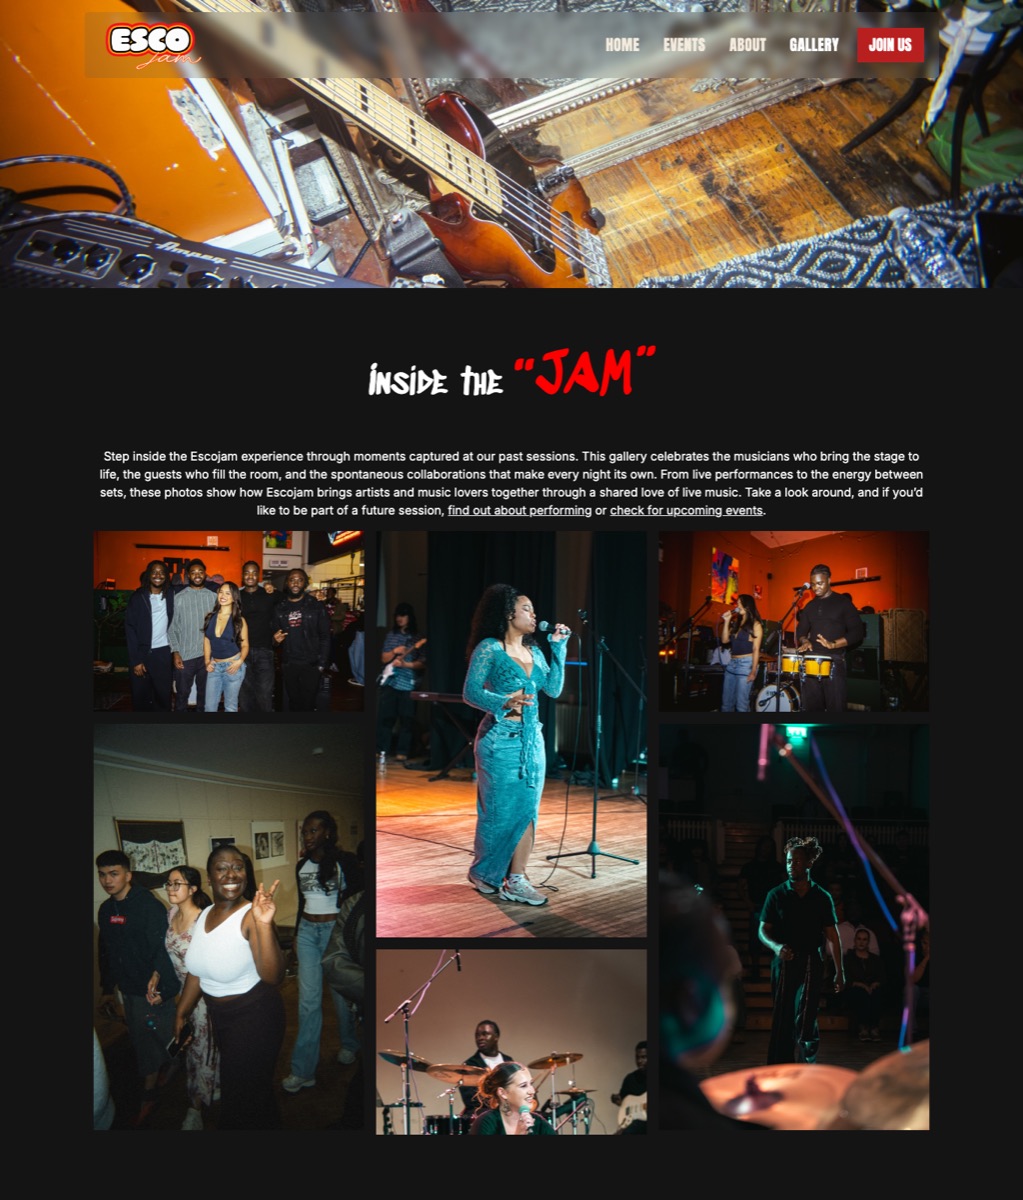 ESCO
jam
HOME EVENTS ABOUT GALLERY JOIN US
Ampeg
INSIDE THE “JAM”
Step inside the Escojam experience through moments captured at our past sessions. This gallery celebrates the musicians who bring the stage to
life, the guests who fill the room, and the spontaneous collaborations that make every night its own. From live performances to the energy between
sets, these photos show how Escojam brings artists and music lovers together through a shared love of live music. Take a look around, and if you’d
like to be part of a future session, find out about performing or check for upcoming events.